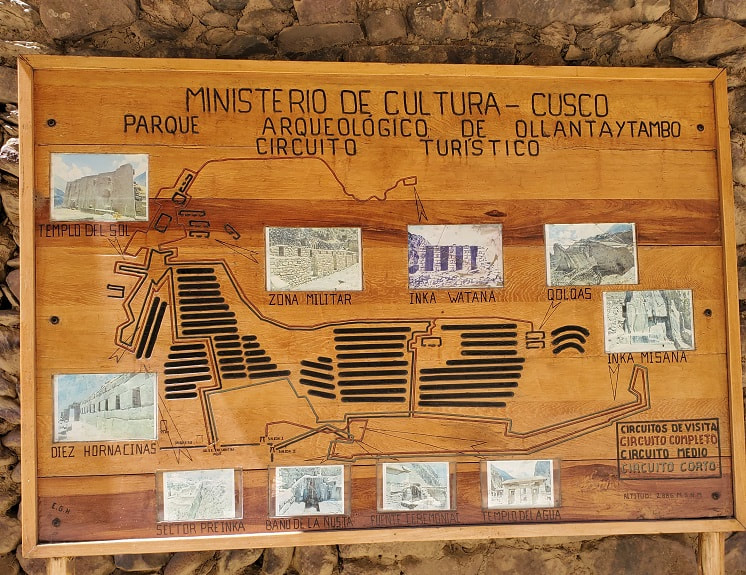 MINISTERIO DE CULTURA - CUSCO
PARQUE ARQUEOLÓGICO DE OLLANTAYTAMBO
CIRCUITO TURÍSTICO
TEMPLO DEL SOL
ZONA MILITAR
INKA WATANA
QOLQAS
INKA MISANA
DIEZ HORNACINAS
CIRCUITOS DE VISITA
CIRCUITO COMPLETO
CIRCUITO MEDIO
CIRCUITO CORTO
SECTOR PREINKA
BAÑO DE LA ÑUSTA
FUENTE CEREMONIAL
TEMPLO DEL AGUA
E.G.H